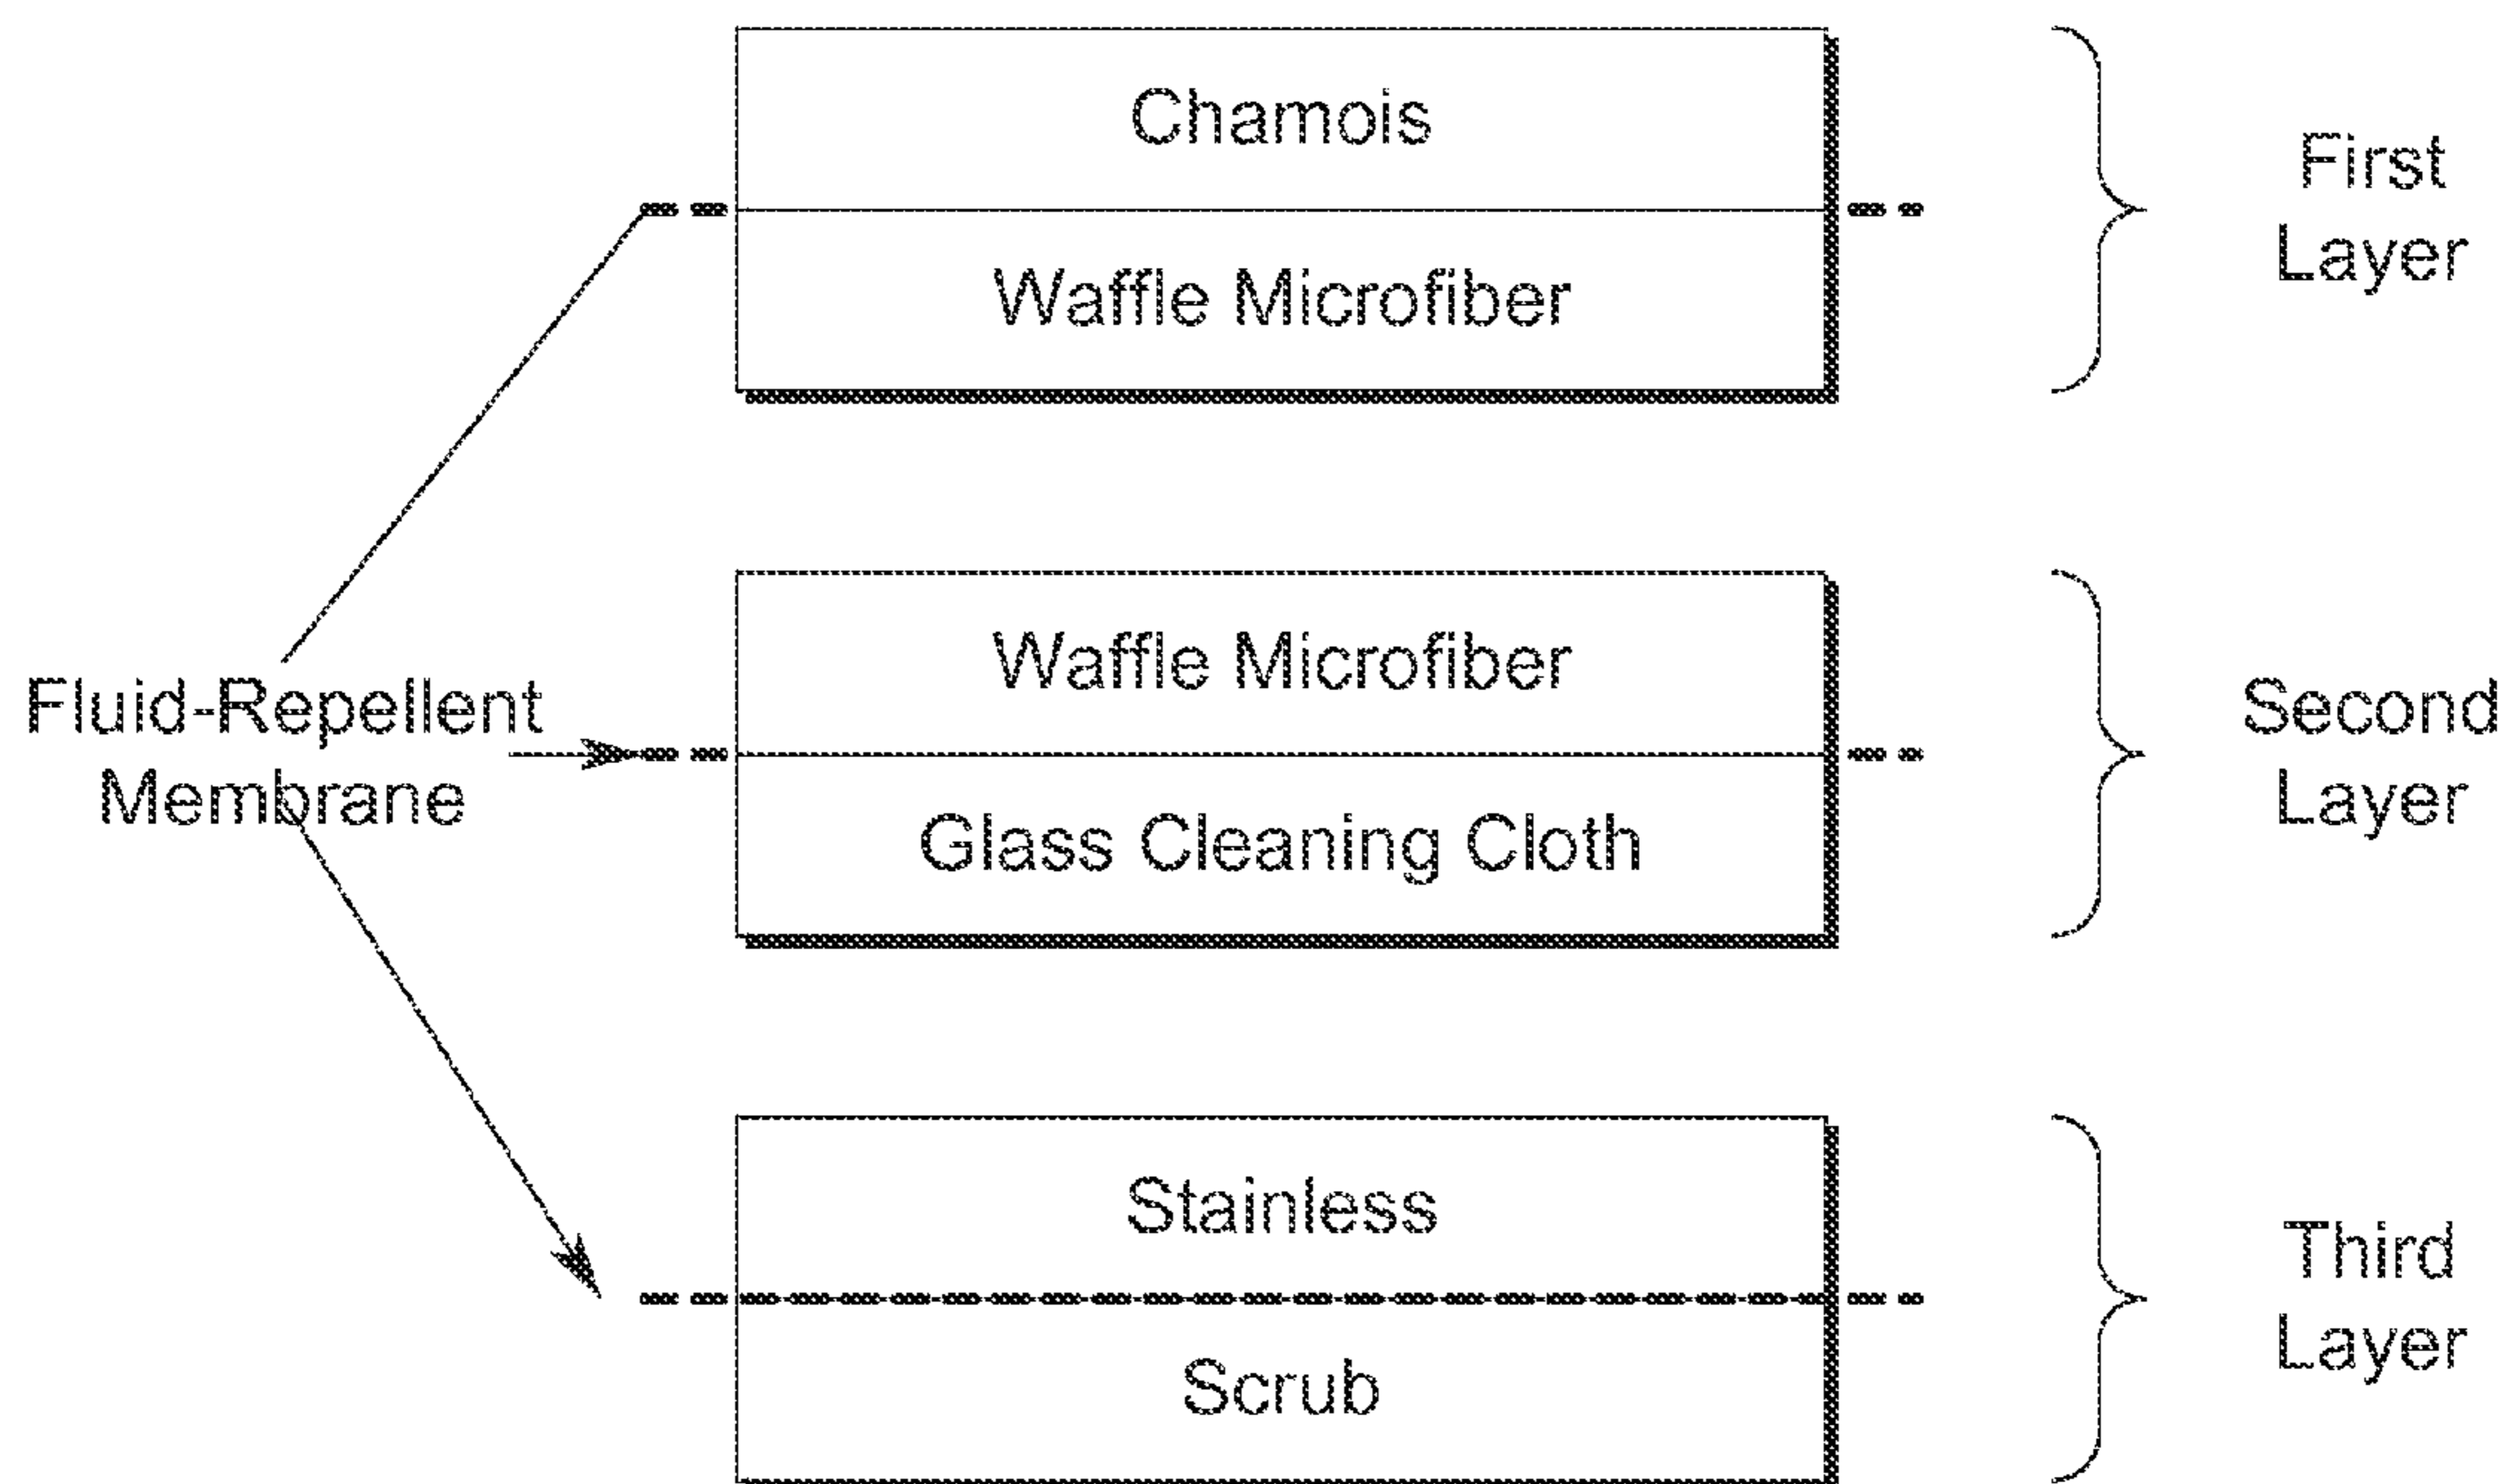 Chamois
Waffle Microfiber
First
Layer
Fluid-Repellent
Membrane
Waffle Microfiber
Glass Cleaning Cloth
Second
Layer
Stainless
Scrub
Third
Layer